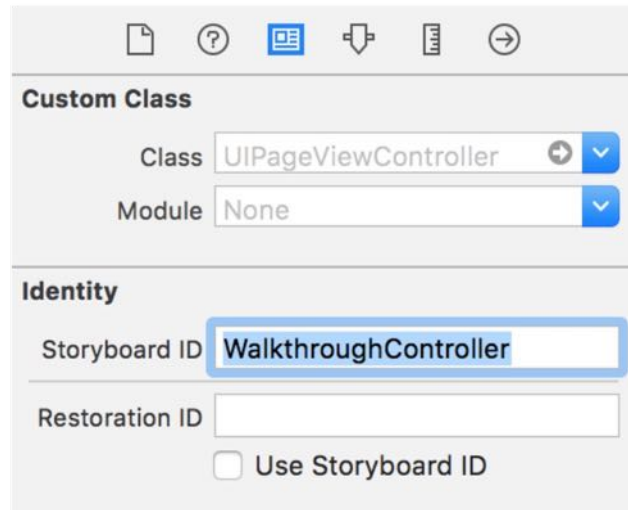 Custom Class
Class UIPageViewController
Module None
Identity
Storyboard ID WalkthroughController
Restoration ID
Use Storyboard ID